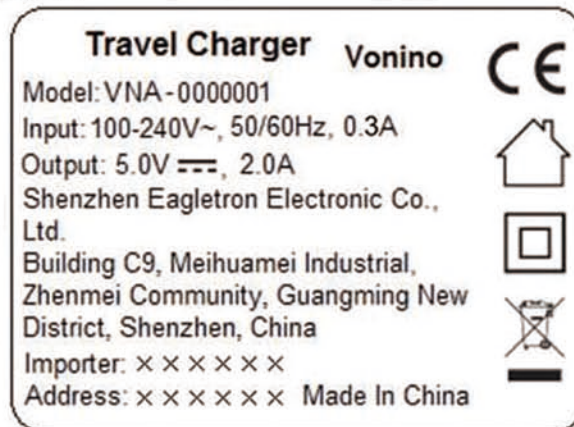 Travel Charger Vonino
CE
Model: VNA-0000001
Input: 100-240V~, 50/60Hz, 0.3A
Output: 5.0V ⎓, 2.0A
Shenzhen Eagletron Electronic Co.,
Ltd.
Building C9, Meihuamei Industrial,
Zhenmei Community, Guangming New
District, Shenzhen, China
Importer: × × × × × ×
Address: × × × × × × Made In China